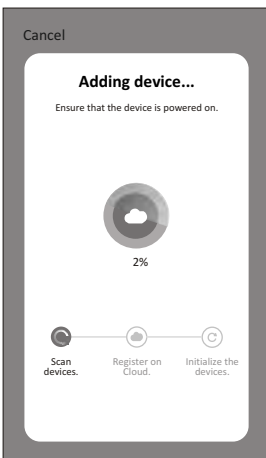 Cancel
Adding device...
Ensure that the device is powered on.
2%
Scan
devices.
Register on
Cloud.
Initialize the
devices.